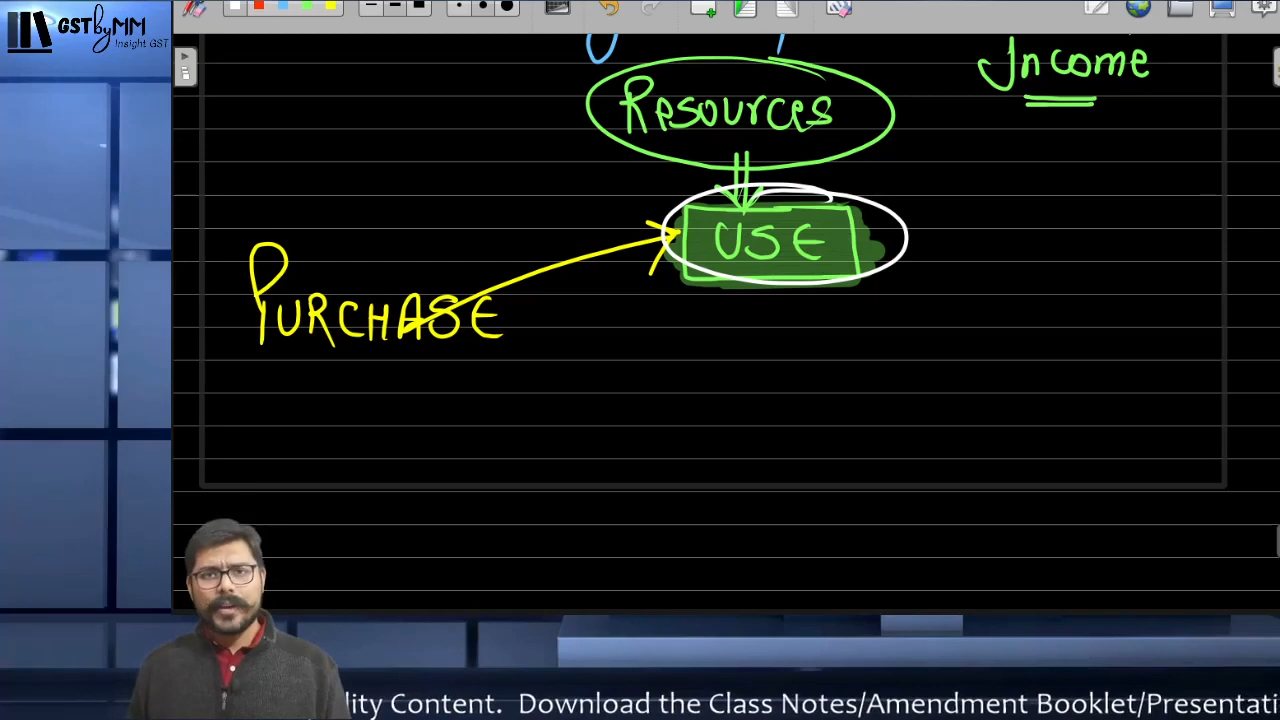 GSTbyMM
Insight GST
Income
Resources
USE
PURCHASE
lity Content. Download the Class Notes/Amendment Booklet/Presentati